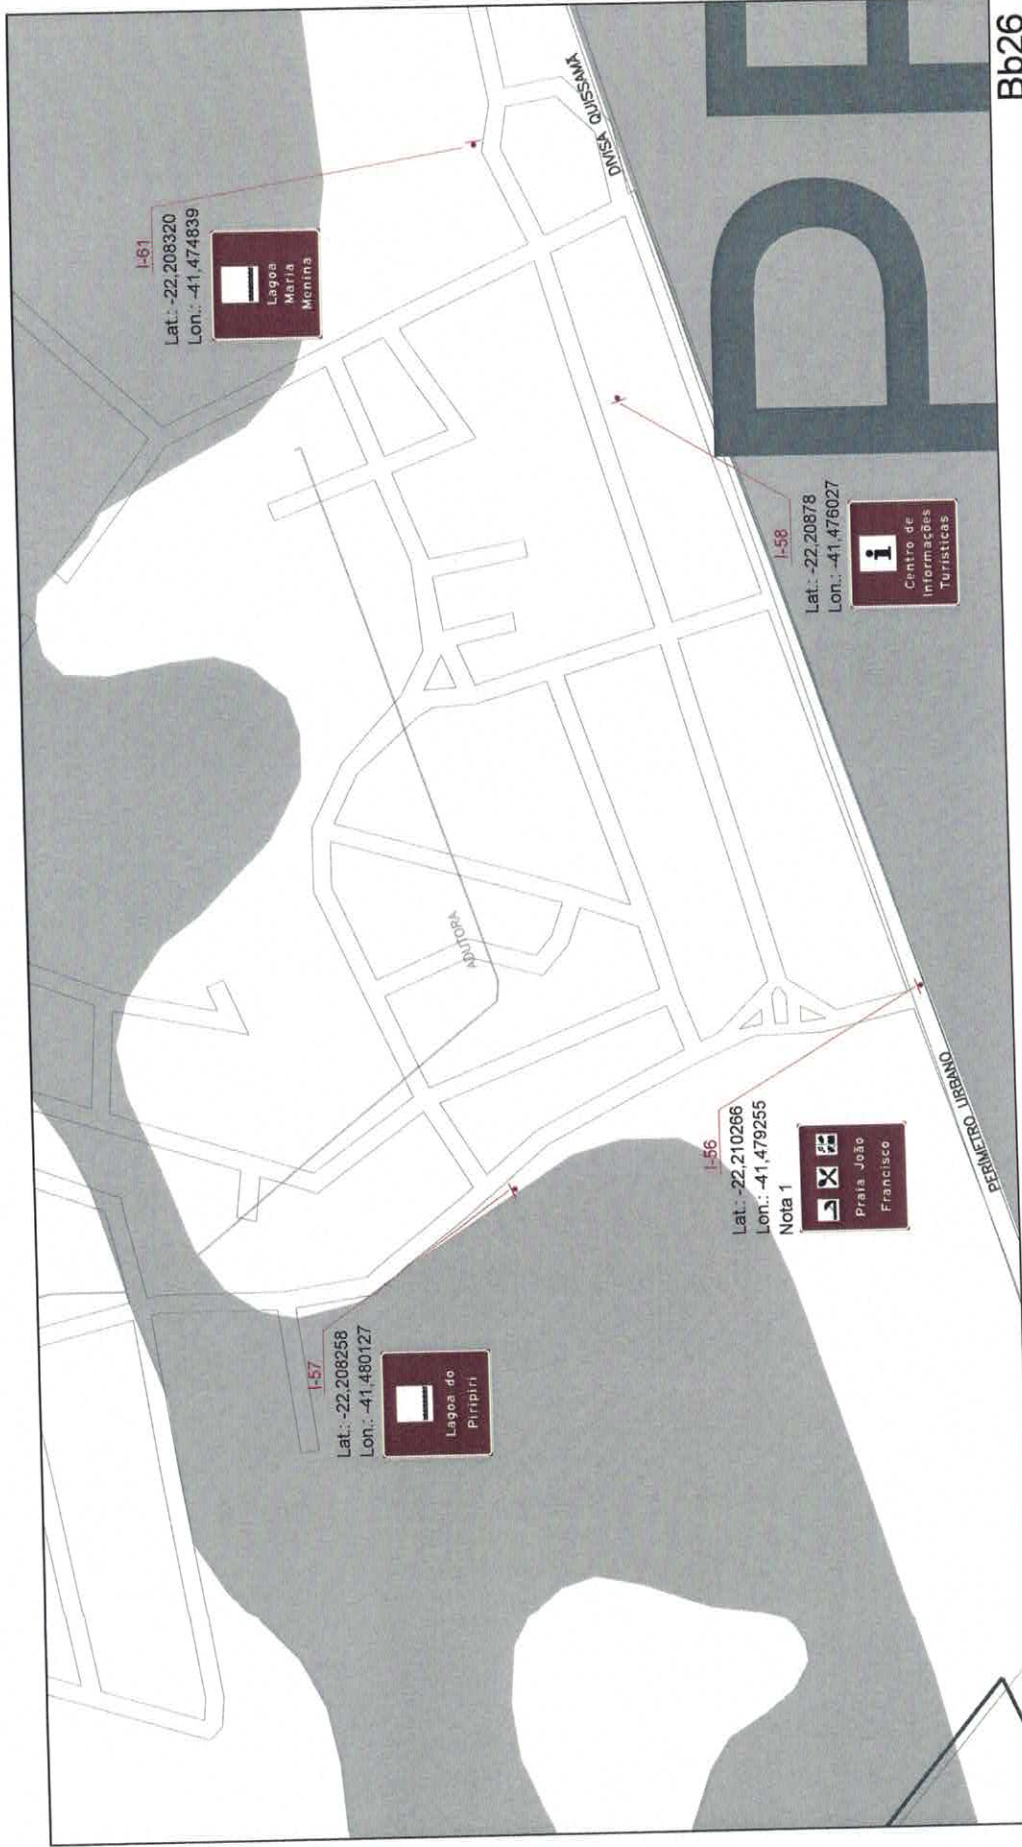 I-61
Lat.: -22,208320
Lon.: -41,474839
Lagoa
Maria
Menina
DIVISA QUISSAMÃ
I-58
Lat.: -22,20878
Lon.: -41,476027
i
Centro de
Informações
Turísticas
ADUTORA
I-57
Lat.: -22,208258
Lon.: -41,480127
Lagoa do
Piripiri
I-56
Lat.: -22,210266
Lon.: -41,479255
Nota 1
Praia João
Francisco
PERÍMETRO URBANO
Bb26